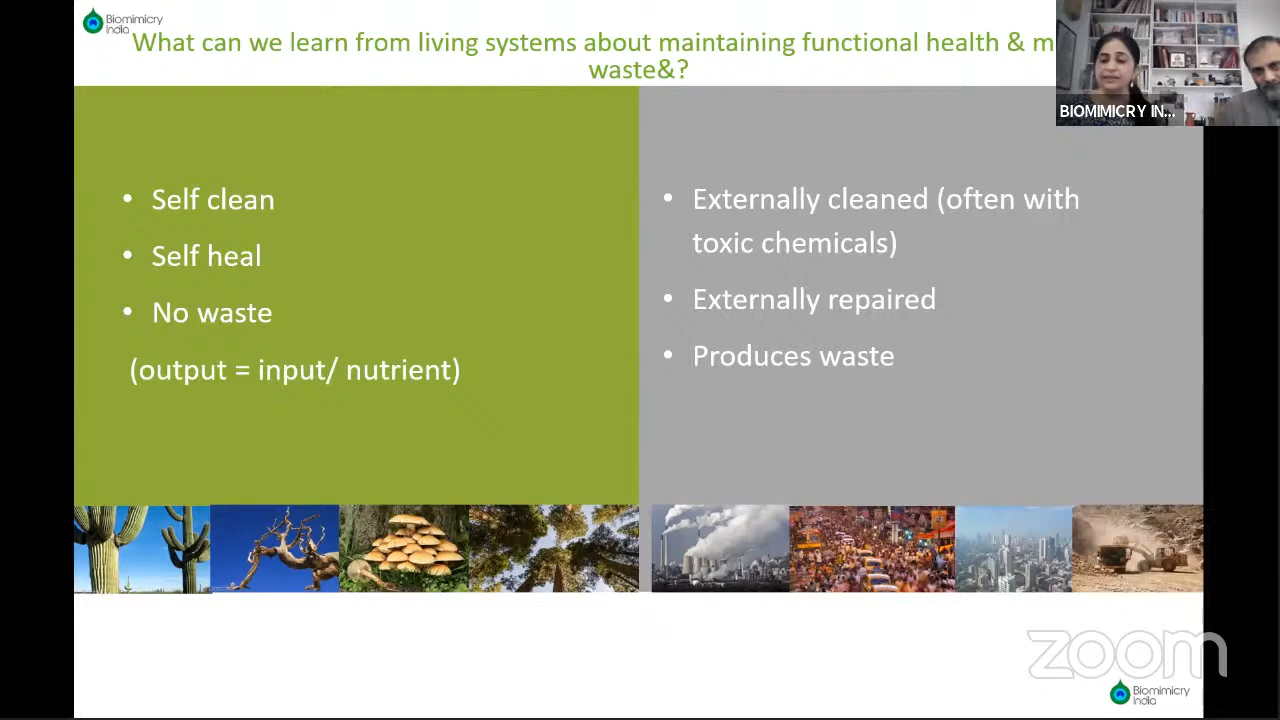 Biomimicry
India
What can we learn from living systems about maintaining functional health & m
waste&?
BIOMIMICRY IN...
• Self clean
• Self heal
• No waste
(output = input/ nutrient)
• Externally cleaned (often with
toxic chemicals)
• Externally repaired
• Produces waste
zoom
Biomimicry
India